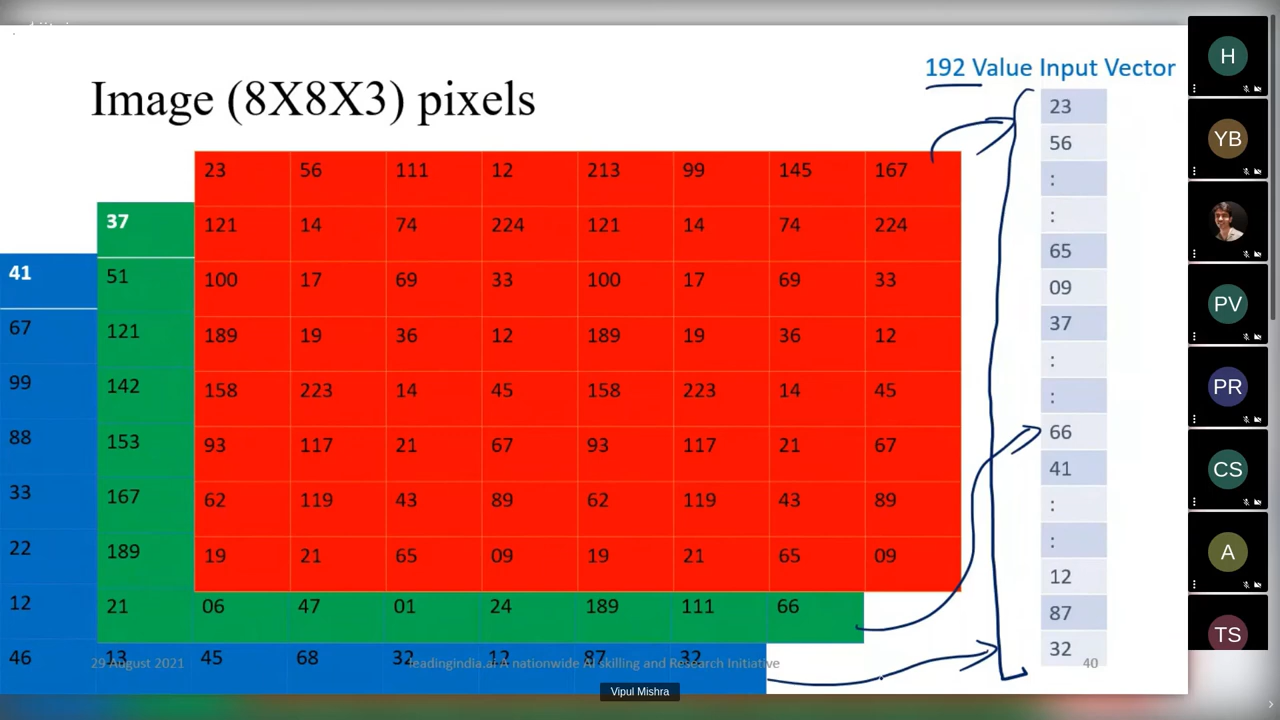 192 Value Input Vector
Image (8X8X3) pixels
23 56 111 12 213 99 145 167
37 121 14 74 224 121 14 74 224
41 51 100 17 69 33 100 17 69 33
67 121 189 19 36 12 189 19 36 12
99 142 158 223 14 45 158 223 14 45
88 153 93 117 21 67 93 117 21 67
33 167 62 119 43 89 62 119 43 89
22 189 19 21 65 09 19 21 65 09
12 21 06 47 01 24 189 111 66
46 13 45 68 32 12 87 32
23
56
:
:
65
09
37
:
:
66
41
:
:
12
87
32
29 August 2021
leadingindia.ai A nationwide AI skilling and Research Initiative
40
Vipul Mishra
H
YB
PV
PR
CS
A
TS